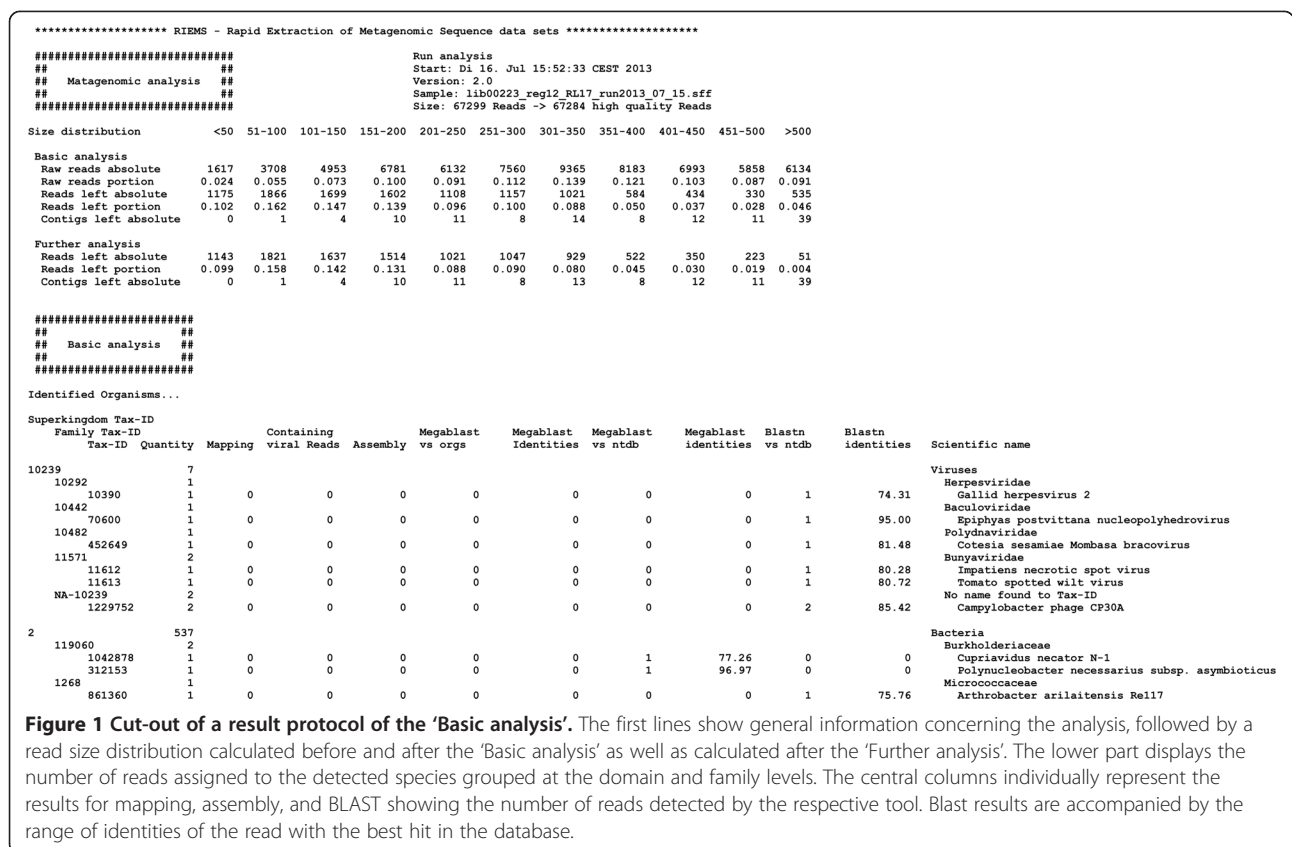 ******************** RIEMS - Rapid Extraction of Metagenomic Sequence data sets ********************
############################## Run analysis
## ## Start: Di 16. Jul 15:52:33 CEST 2013
## Matagenomic analysis ## Version: 2.0
## ## Sample: lib00223_reg12_RL17_run2013_07_15.sff
############################## Size: 67299 Reads -> 67284 high quality Reads
Size distribution <50 51-100 101-150 151-200 201-250 251-300 301-350 351-400 401-450 451-500 >500
Basic analysis
Raw reads absolute 1617 3708 4953 6781 6132 7560 9365 8183 6993 5858 6134
Raw reads portion 0.024 0.055 0.073 0.100 0.091 0.112 0.139 0.121 0.103 0.087 0.091
Reads left absolute 1175 1866 1699 1602 1108 1157 1021 584 434 330 535
Reads left portion 0.102 0.162 0.147 0.139 0.096 0.100 0.088 0.050 0.037 0.028 0.046
Contigs left absolute 0 1 4 10 11 8 14 8 12 11 39
Further analysis
Reads left absolute 1143 1821 1637 1514 1021 1047 929 522 350 223 51
Reads left portion 0.099 0.158 0.142 0.131 0.088 0.090 0.080 0.045 0.030 0.019 0.004
Contigs left absolute 0 1 4 10 11 8 13 8 12 11 39
########################
## ##
## Basic analysis ##
## ##
########################
Identified Organisms...
Superkingdom Tax-ID
Family Tax-ID Containing Megablast Megablast Megablast Megablast Blastn Blastn
Tax-ID Quantity Mapping viral Reads Assembly vs orgs Identities vs ntdb identities vs ntdb identities Scientific name
10239 7 Viruses
10292 1 Herpesviridae
10390 1 0 0 0 0 0 0 0 1 74.31 Gallid herpesvirus 2
10442 1 Baculoviridae
70600 1 0 0 0 0 0 0 0 1 95.00 Epiphyas postvittana nucleopolyhedrovirus
10482 1 Polydnaviridae
452649 1 0 0 0 0 0 0 0 1 81.48 Cotesia sesamiae Mombasa bracovirus
11571 2 Bunyaviridae
11612 1 0 0 0 0 0 0 0 1 80.28 Impatiens necrotic spot virus
11613 1 0 0 0 0 0 0 0 1 80.72 Tomato spotted wilt virus
NA-10239 2 No name found to Tax-ID
1229752 2 0 0 0 0 0 0 0 2 85.42 Campylobacter phage CP30A
2 537 Bacteria
119060 2 Burkholderiaceae
1042878 1 0 0 0 0 0 1 77.26 0 0 Cupriavidus necator N-1
312153 1 0 0 0 0 0 1 96.97 0 0 Polynucleobacter necessarius subsp. asymbioticus
1268 1 Micrococcaceae
861360 1 0 0 0 0 0 0 0 1 75.76 Arthrobacter arilaitensis Re117
Figure 1 Cut-out of a result protocol of the 'Basic analysis'. The first lines show general information concerning the analysis, followed by a
read size distribution calculated before and after the 'Basic analysis' as well as calculated after the 'Further analysis'. The lower part displays the
number of reads assigned to the detected species grouped at the domain and family levels. The central columns individually represent the
results for mapping, assembly, and BLAST showing the number of reads detected by the respective tool. Blast results are accompanied by the
range of identities of the read with the best hit in the database.